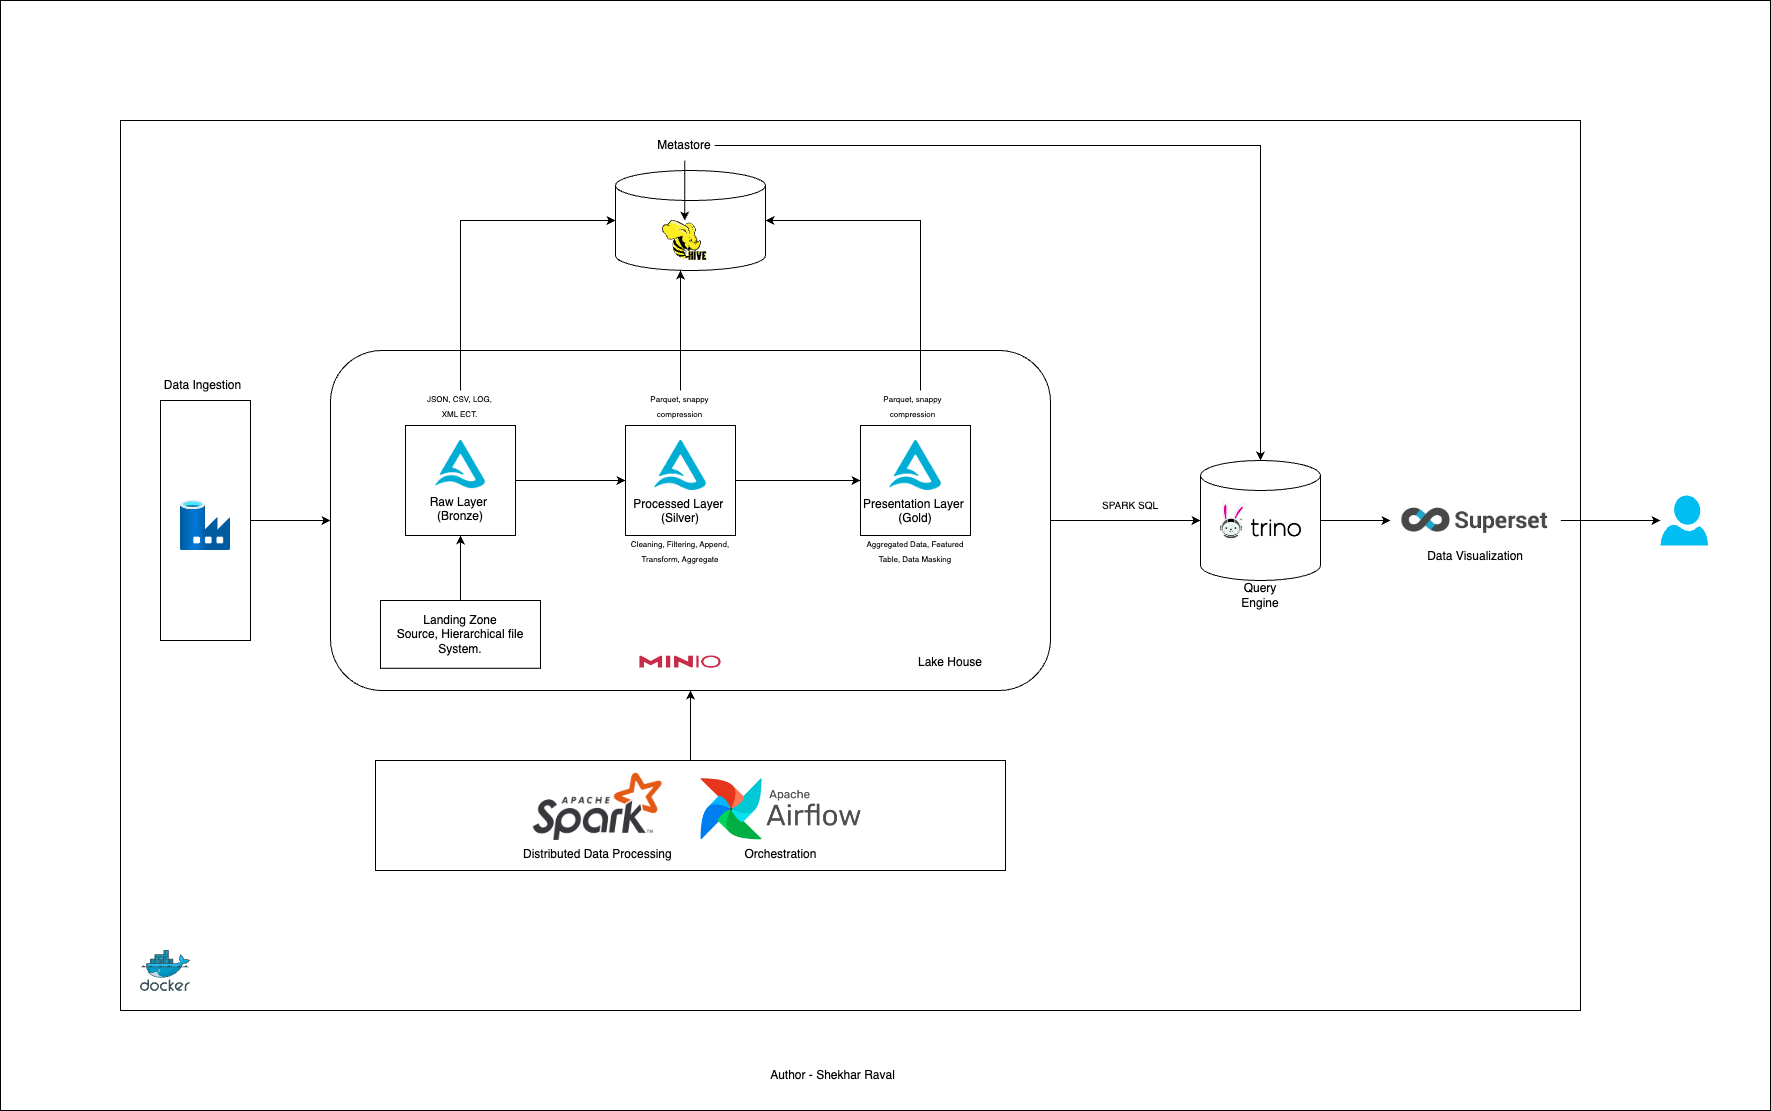 Metastore
HIVE
Data Ingestion
JSON, CSV, LOG,
XML ECT.
Parquet, snappy
compression
Parquet, snappy
compression
Raw Layer
(Bronze)
Processed Layer
(Silver)
Presentation Layer
(Gold)
Cleaning, Filtering, Append,
Transform, Aggregate
Aggregated Data, Featured
Table, Data Masking
Landing Zone
Source, Hierarchical file
System.
MINIO
Lake House
SPARK SQL
trino
Query
Engine
Superset
Data Visualization
APACHE
Spark™
Distributed Data Processing
Apache
Airflow
Orchestration
docker
Author - Shekhar Raval